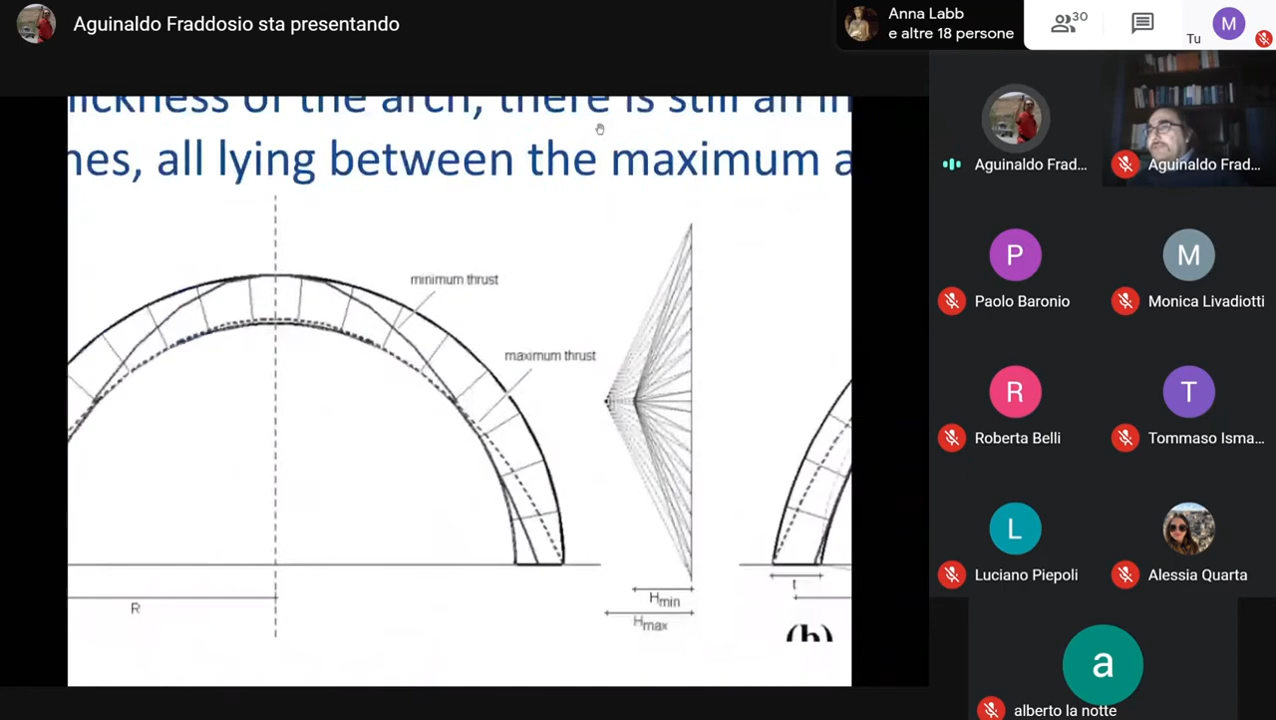 Aguinaldo Fraddosio sta presentando
Anna Labb
e altre 18 persone
30
Tu
M
ickness of the arch, there is still an in
nes, all lying between the maximum a
minimum thrust
maximum thrust
R
Hmin
Hmax
t
(b)
Aguinaldo Frad...
Aguinaldo Frad...
P
Paolo Baronio
M
Monica Livadiotti
R
Roberta Belli
T
Tommaso Isma...
L
Luciano Piepoli
Alessia Quarta
a
alberto la notte